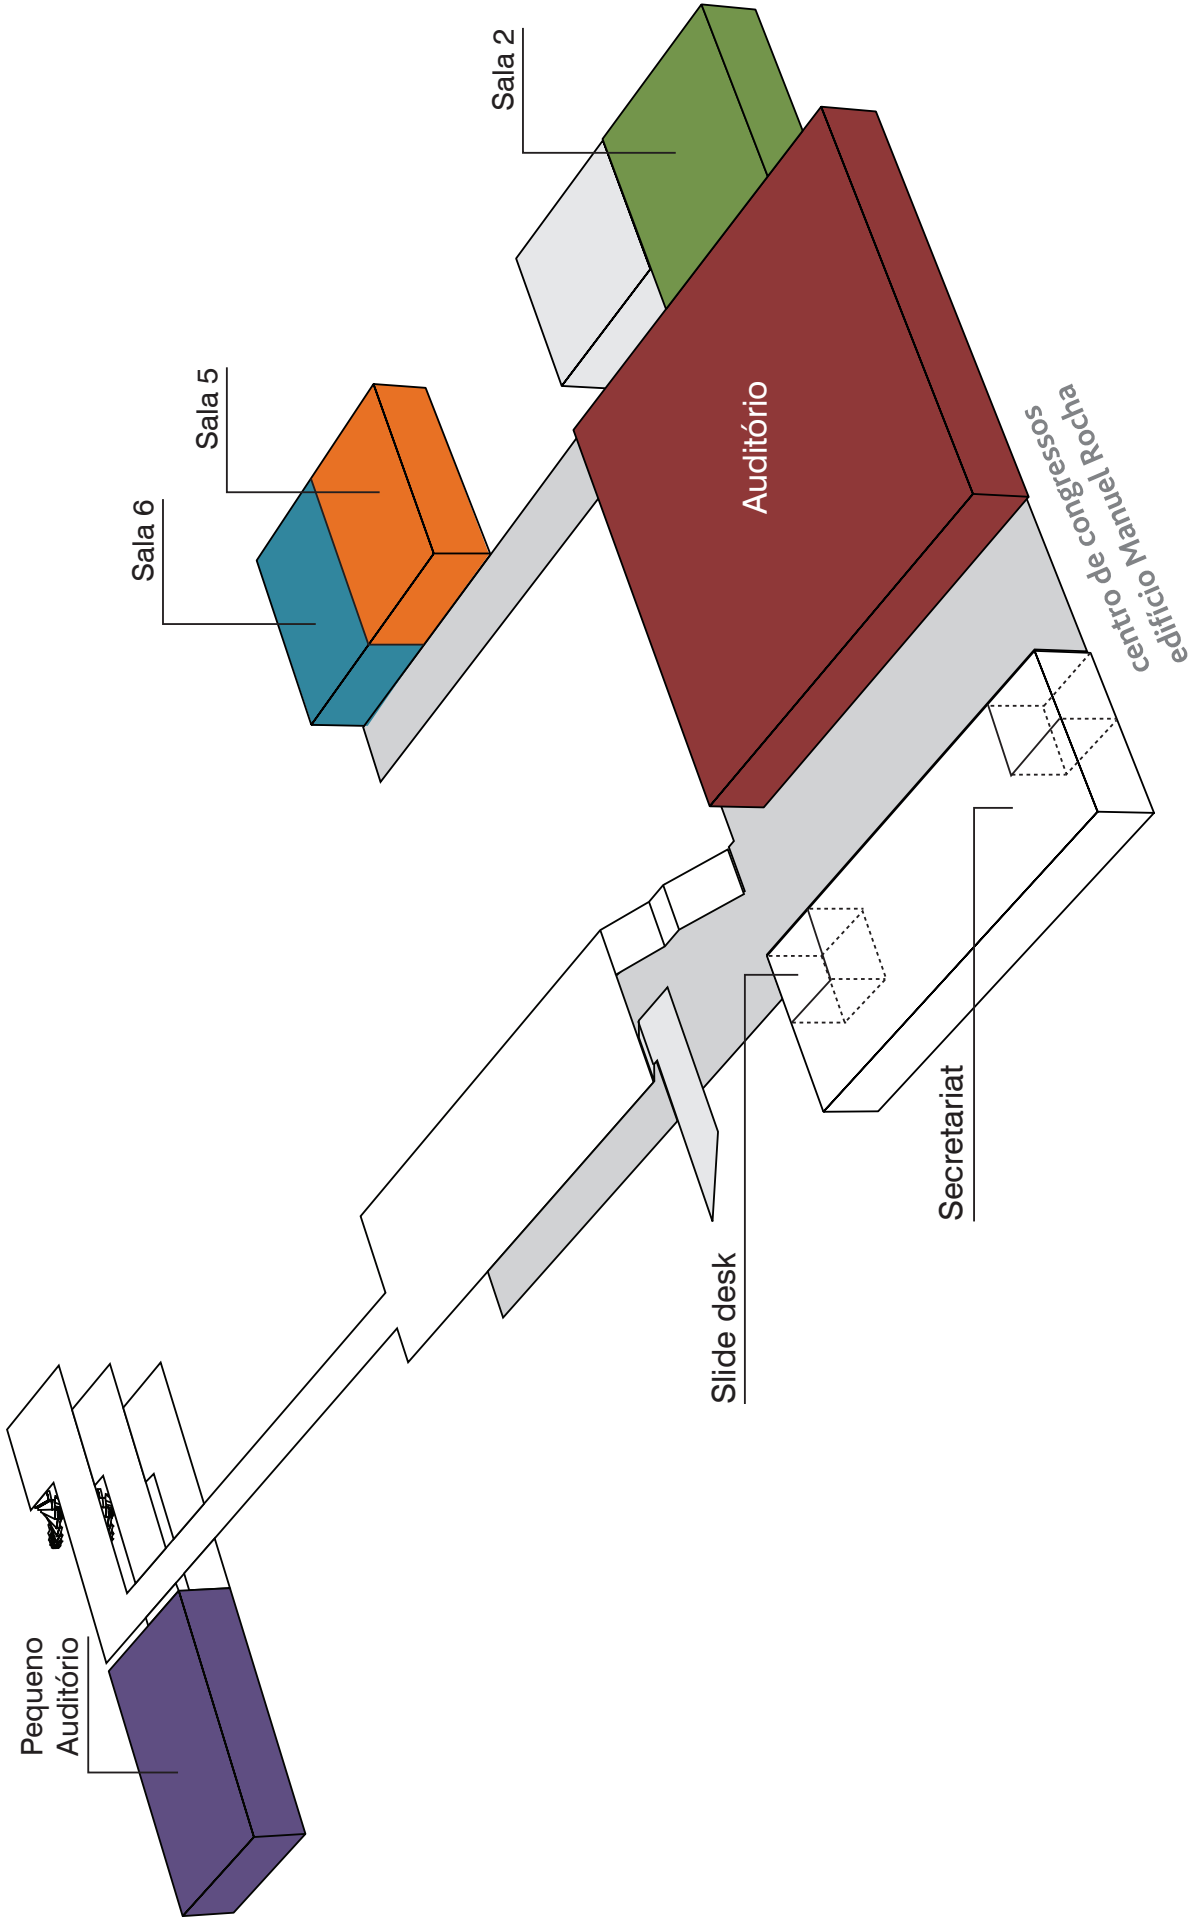 Pequeno
Auditório
Sala 6
Sala 5
Sala 2
Auditório
Slide desk
Secretariat
centro de congressos
edifício Manuel Rocha